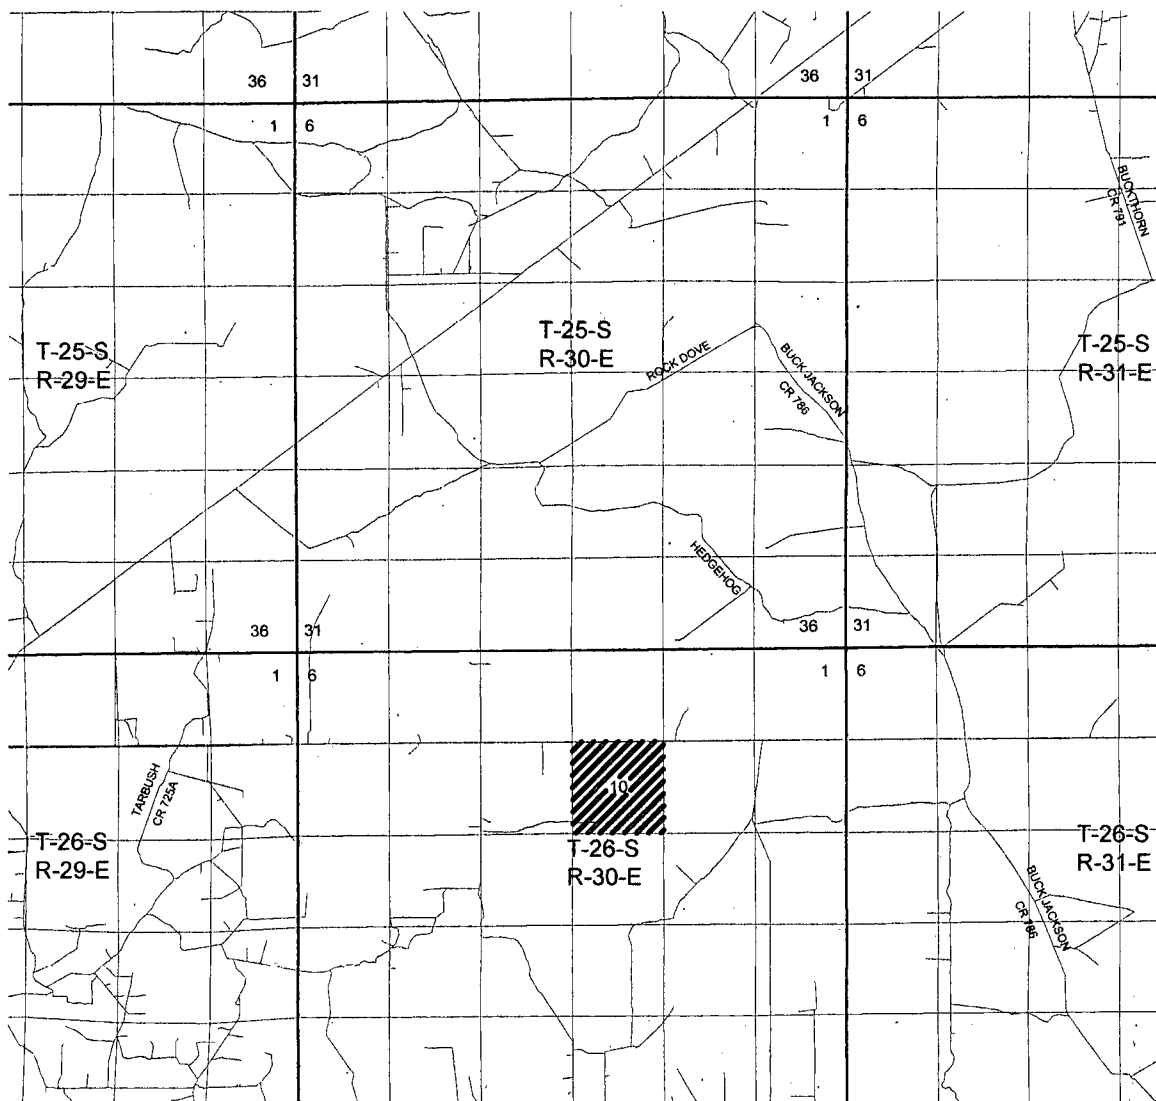 36 31
36 31
1 6
1 6
BUCKTHORN
CR 791
T-25-S
R-29-E
T-25-S
R-30-E
T-25-S
R-31-E
ROCK DOVE
BUCK JACKSON
CR 786
HEDGEHOG
36 31
36 31
1 6
1 6
TARBUSH
CR 725A
10
T-26-S
R-29-E
T-26-S
R-30-E
T-26-S
R-31-E
BUCK JACKSON
CR 786